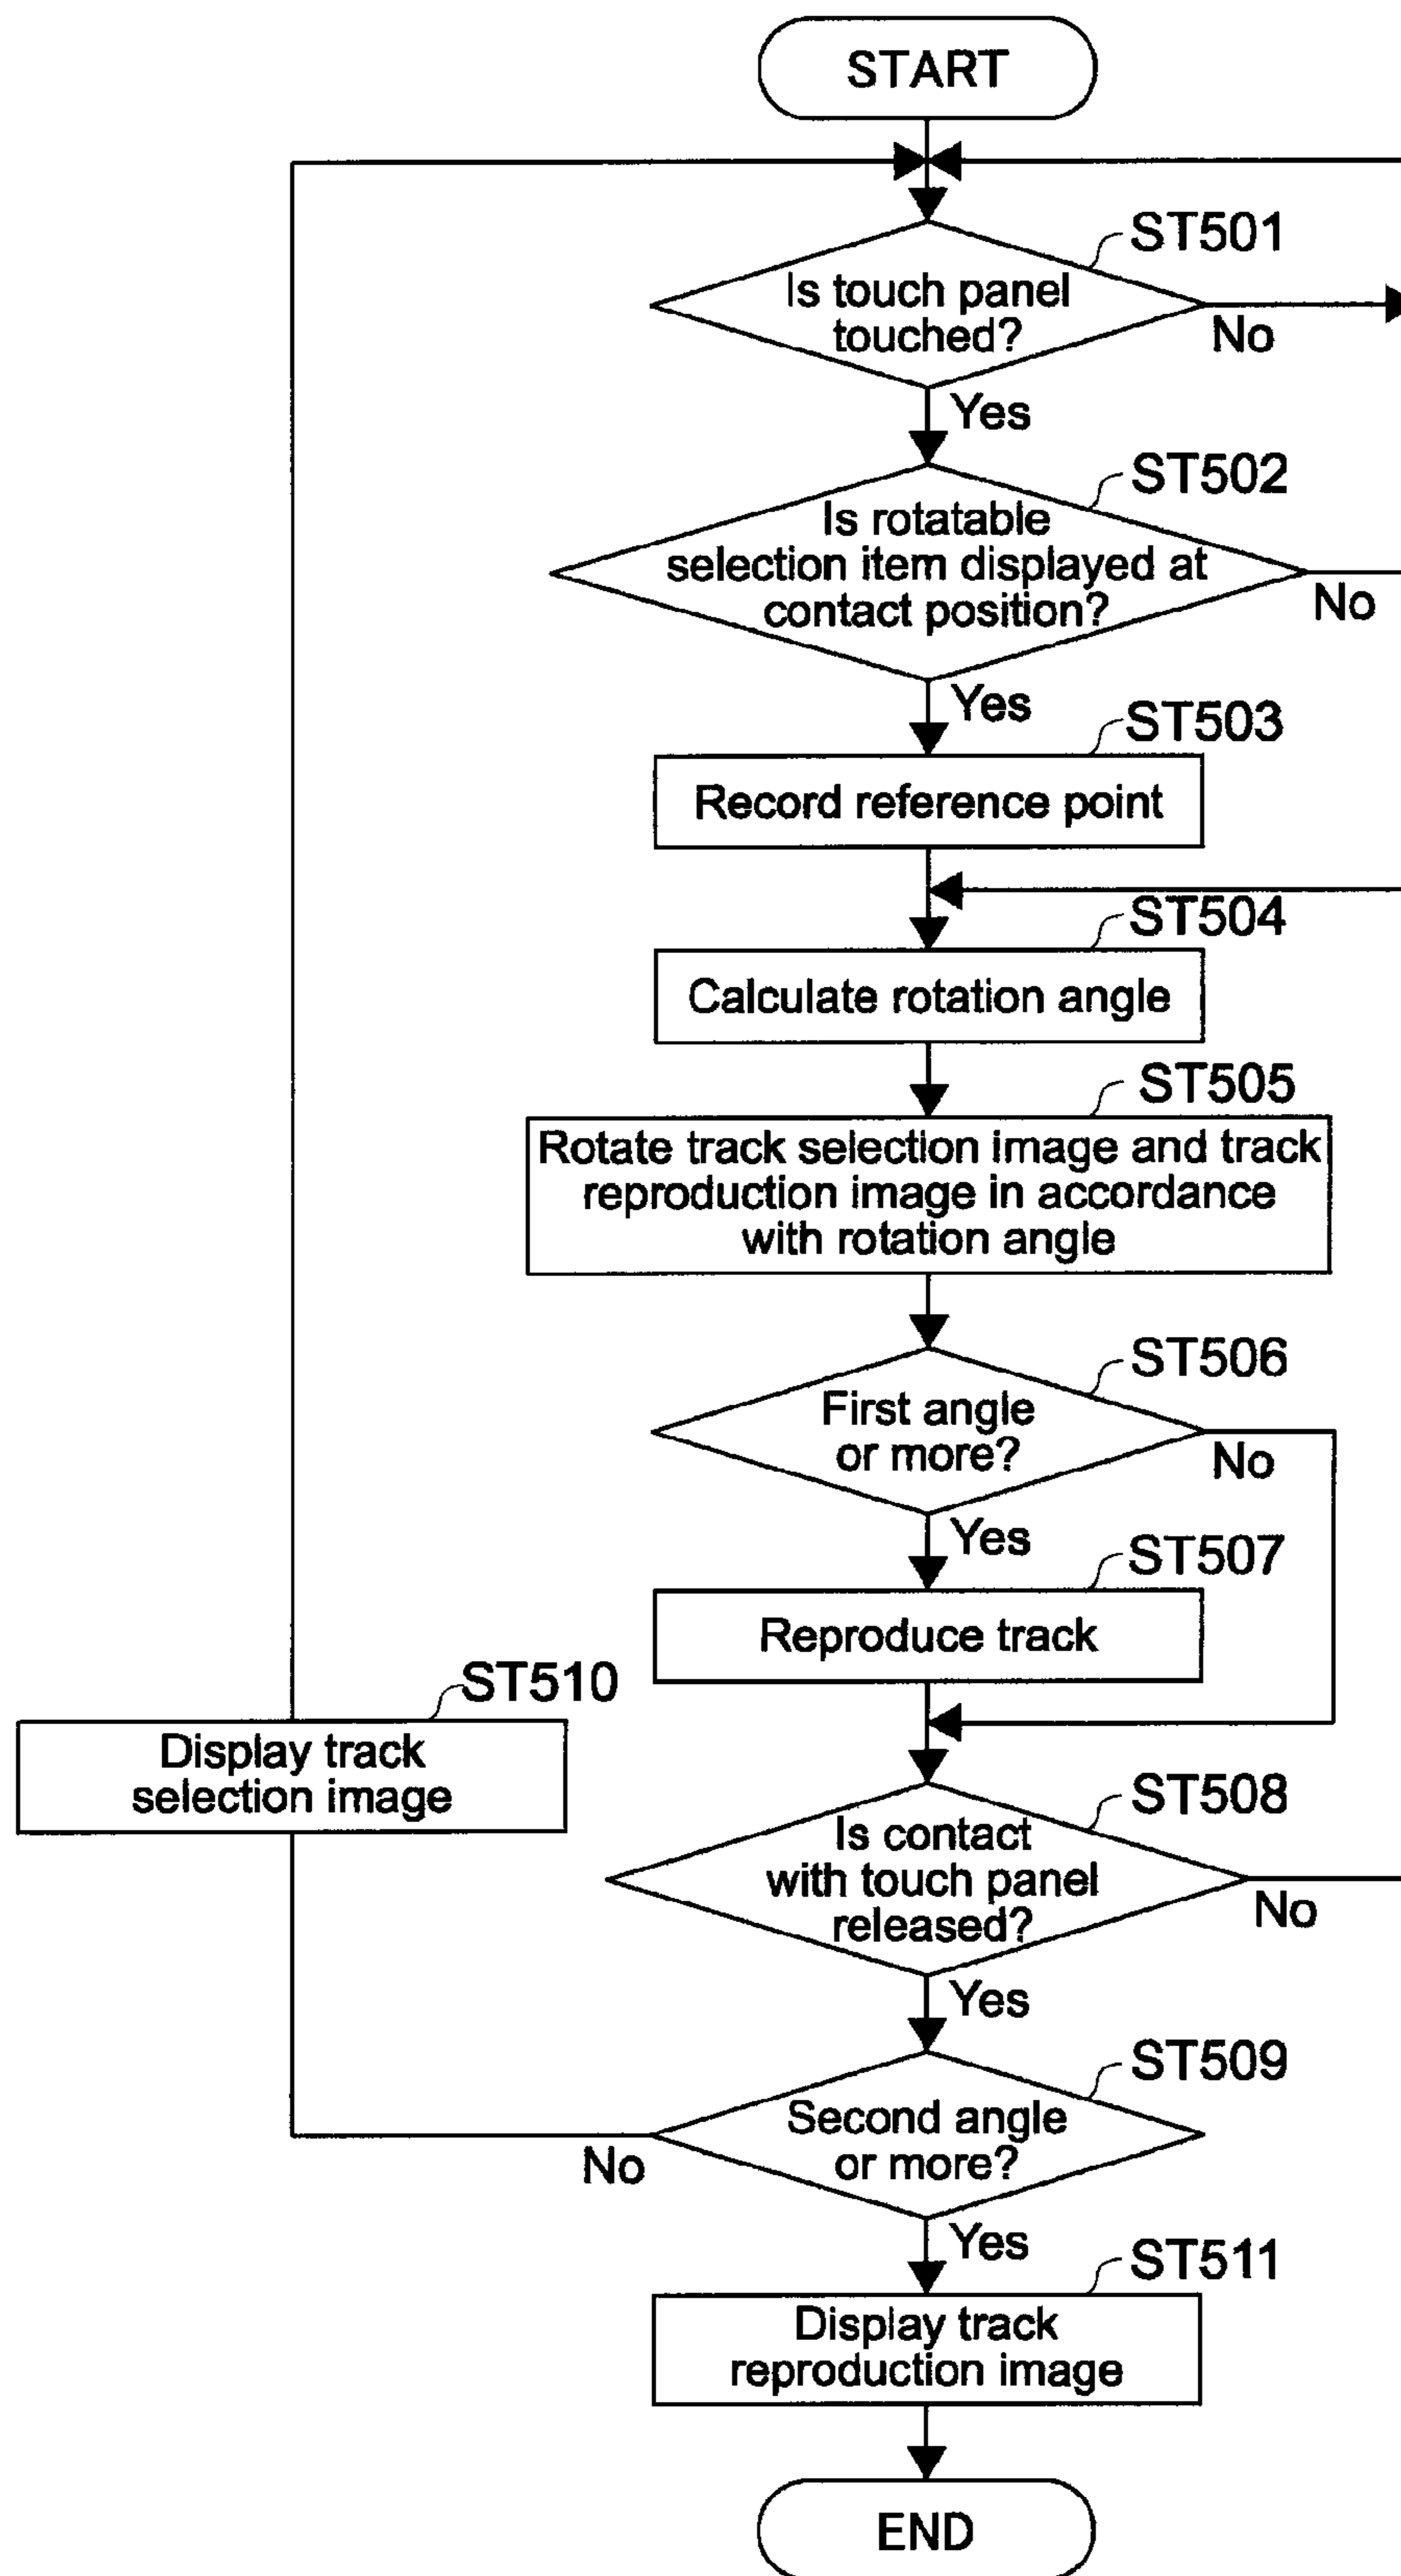 START
ST501
Is touch panel
touched?
No
Yes
ST502
Is rotatable
selection item displayed at
contact position?
No
Yes
ST503
Record reference point
ST504
Calculate rotation angle
ST505
Rotate track selection image and track
reproduction image in accordance
with rotation angle
ST506
First angle
or more?
No
Yes
ST507
Reproduce track
ST510
Display track
selection image
ST508
Is contact
with touch panel
released?
No
Yes
ST509
Second angle
or more?
No
Yes
ST511
Display track
reproduction image
END